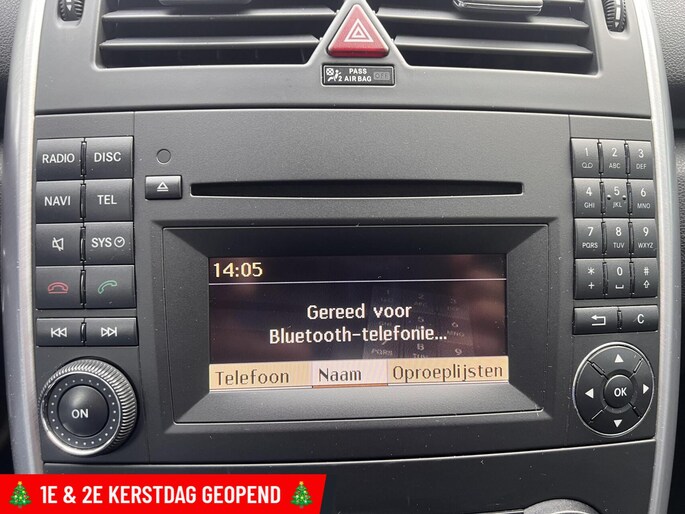 PASS
2 AIRBAG OFF
RADIO DISC
NAVI TEL
SYS
1 2 ABC 3 DEF
4 GHI 5 JKL 6 MNO
7 PQRS 8 TUV 9 WXYZ
* + 0 #
C
14:05
Gereed voor
Bluetooth-telefonie...
Telefoon Naam Oproeplijsten
ON
OK
1E & 2E KERSTDAG GEOPEND